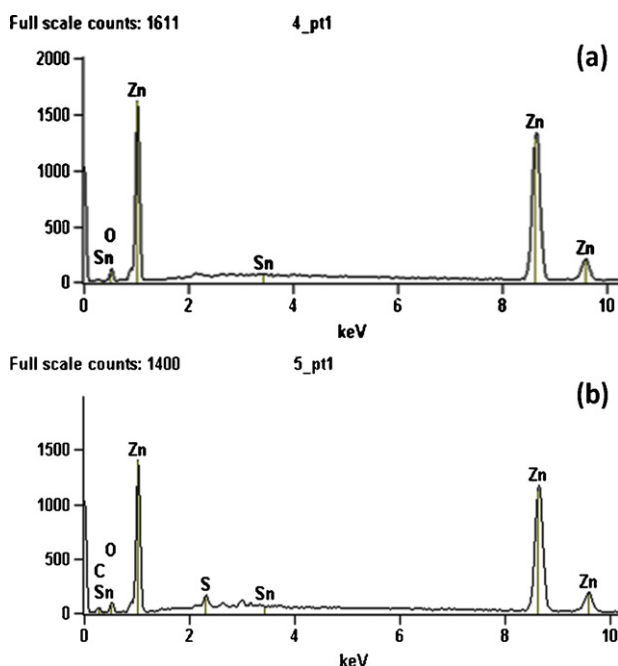 Full scale counts: 1611 4_pt1
(a)
2000
1500
1000
500
0
Zn
O
Sn
Sn
Zn
Zn
0 2 4 6 8 10
keV
Full scale counts: 1400 5_pt1
(b)
1500
1000
500
0
Zn
O
C
Sn
S
Sn
Zn
Zn
0 2 4 6 8 10
keV